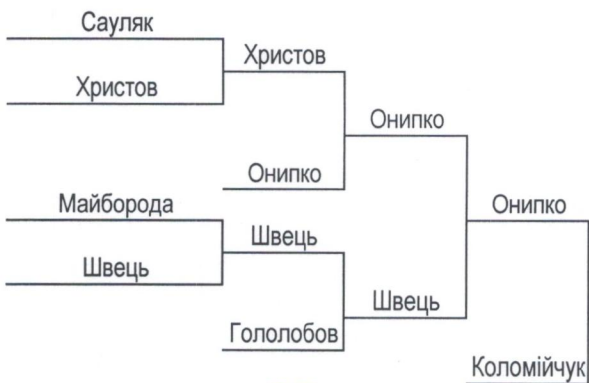 Сауляк
Христов
Христов
Онипко
Онипко
Майборода
Онипко
Швець
Швець
Швець
Гололобов
Коломійчук